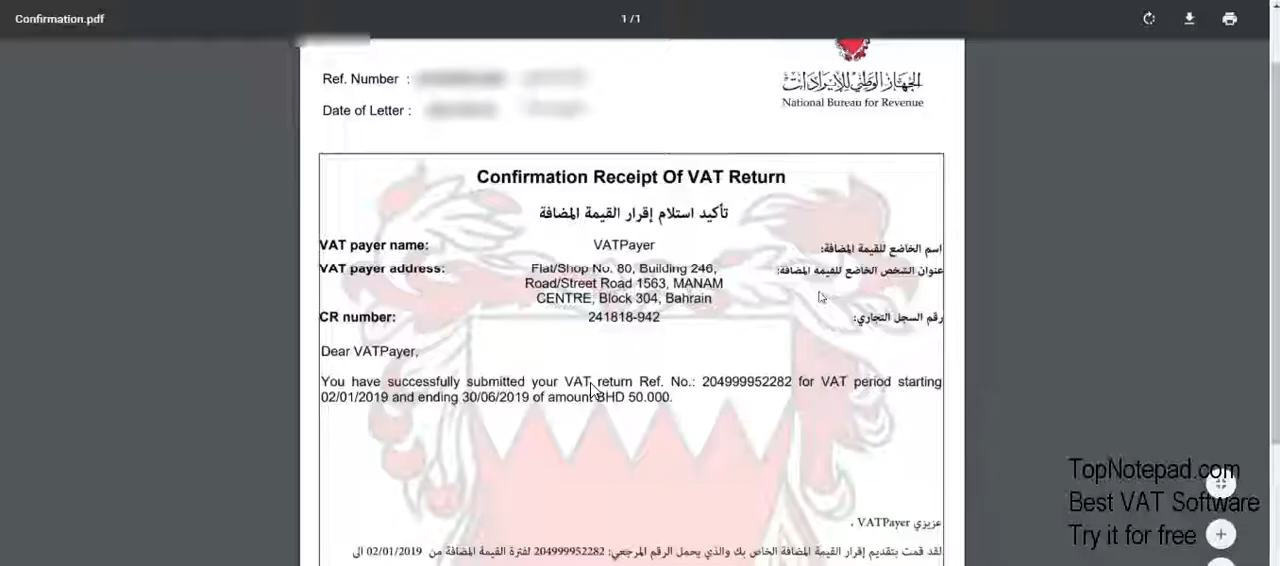 Confirmation.pdf
1 / 1
Ref. Number :
Date of Letter :
الجهاز الوطني للإيرادات
National Bureau for Revenue
Confirmation Receipt Of VAT Return
تأكيد استلام إقرار القيمة المضافة
VAT payer name: VATPayer اسم الخاضع للقيمة المضافة:
VAT payer address: Flat/Shop No. 80, Building 246, عنوان الشخص الخاضع للقيمة المضافة:
Road/Street Road 1563, MANAM
CENTRE, Block 304, Bahrain
CR number: 241818-942 رقم السجل التجاري:
Dear VATPayer,
You have successfully submitted your VAT return Ref. No.: 204999952282 for VAT period starting
02/01/2019 and ending 30/06/2019 of amount BHD 50.000.
عزيزي VATPayer ،
لقد قمت بتقديم إقرار القيمة المضافة الخاص بك والذي يحمل الرقم المرجعي: 204999952282 لفترة القيمة المضافة من 02/01/2019 الى
TopNotepad.com
Best VAT Software
Try it for free